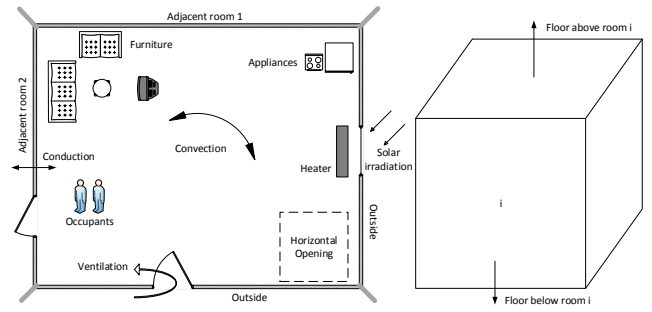 Adjacent room 1
Furniture
Appliances
Adjacent room 2
Conduction
Convection
Heater
Solar
irradiation
Occupants
Outside
Horizontal
Opening
Ventilation
Outside
Floor above room i
i
Floor below room i